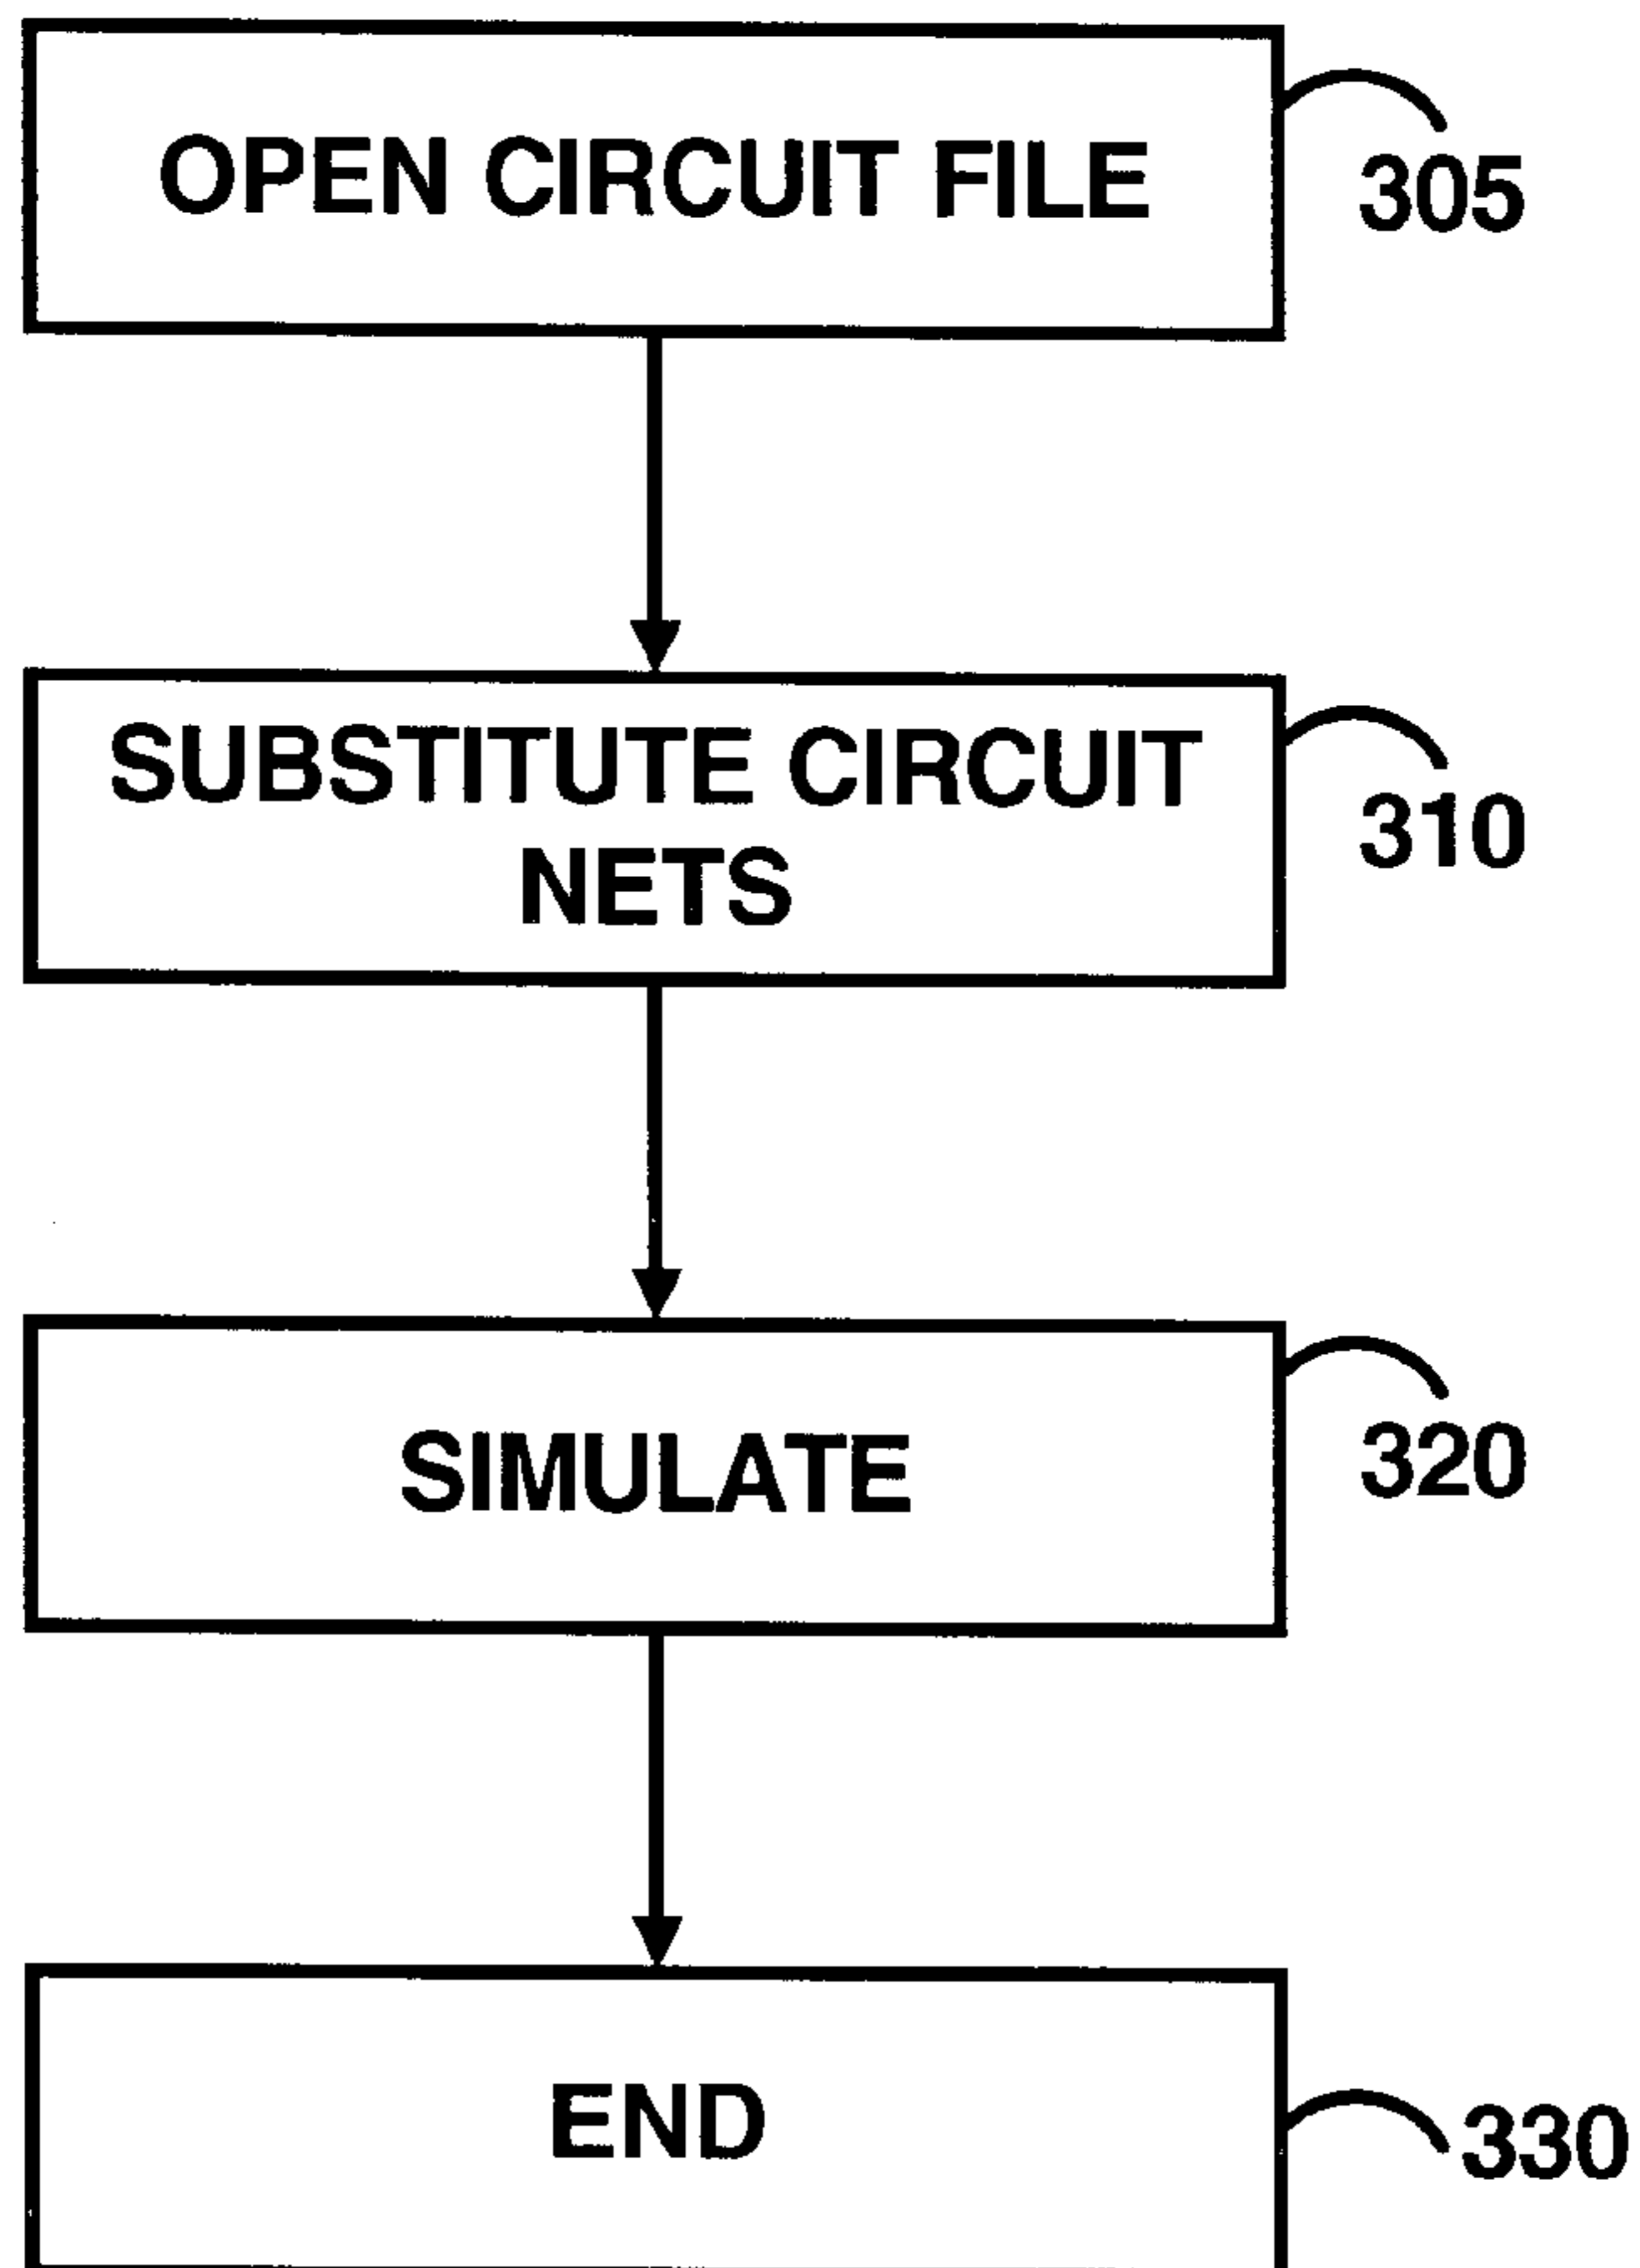 OPEN CIRCUIT FILE
305
SUBSTITUTE CIRCUIT
NETS
310
SIMULATE
320
END
330